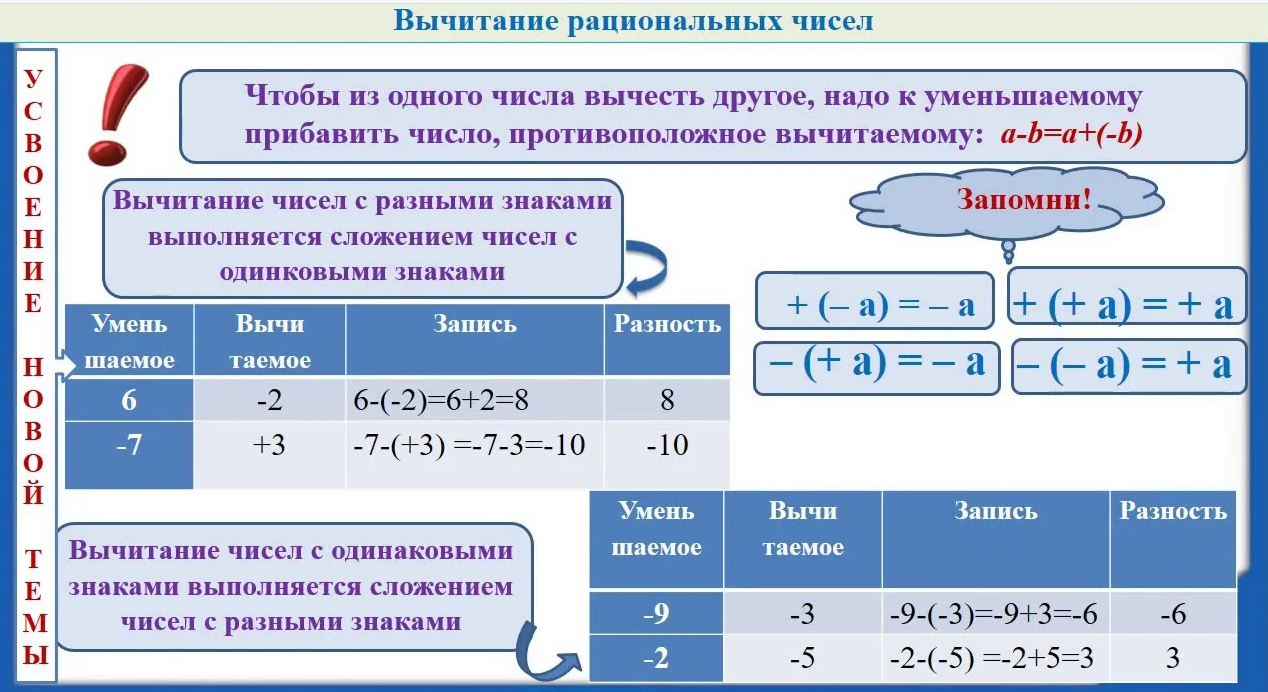 Вычитание рациональных чисел
УСВОЕНИЕ НОВОЙ ТЕМЫ
Чтобы из одного числа вычесть другое, надо к уменьшаемому
прибавить число, противоположное вычитаемому: a-b=a+(-b)
Вычитание чисел с разными знаками
выполняется сложением чисел с
одинковыми знаками
Запомни!
+ (– а) = – а
+ (+ а) = + а
– (+ а) = – а
– (– а) = + а
Умень Вычи Запись Разность
шаемое таемое
6 -2 6-(-2)=6+2=8 8
-7 +3 -7-(+3) =-7-3=-10 -10
Вычитание чисел с одинаковыми
знаками выполняется сложением
чисел с разными знаками
Умень Вычи Запись Разность
шаемое таемое
-9 -3 -9-(-3)=-9+3=-6 -6
-2 -5 -2-(-5) =-2+5=3 3